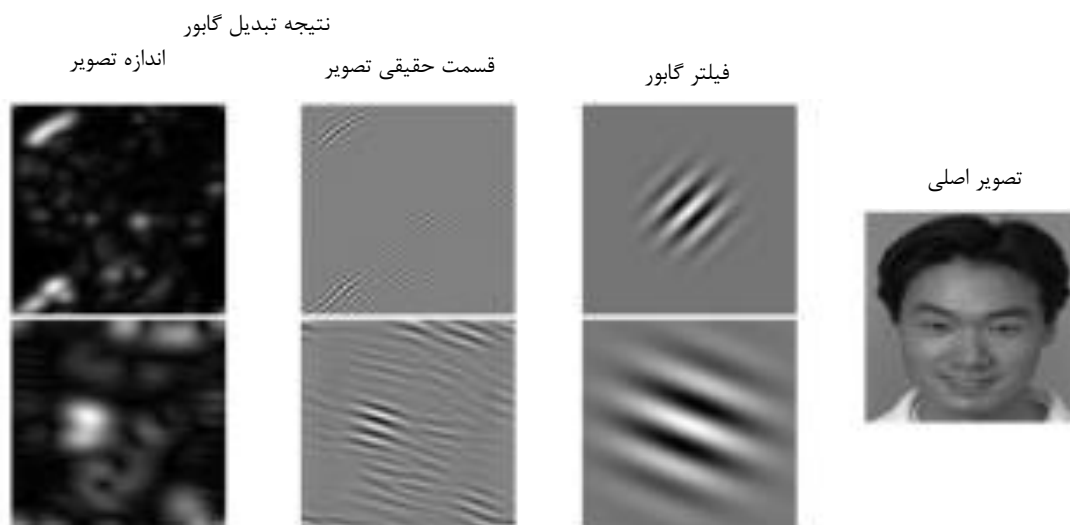 نتیجه تبدیل گابور
اندازه تصویر
قسمت حقیقی تصویر
فیلتر گابور
تصویر اصلی